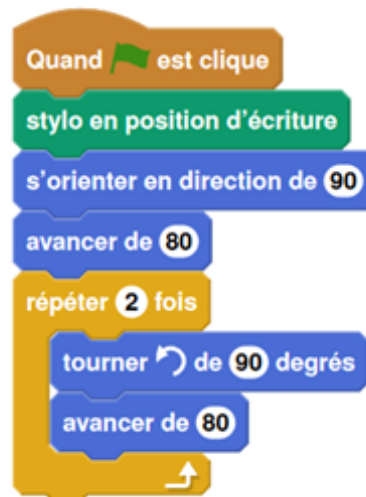 Quand est clique
stylo en position d'écriture
s'orienter en direction de 90
avancer de 80
répéter 2 fois
tourner de 90 degrés
avancer de 80